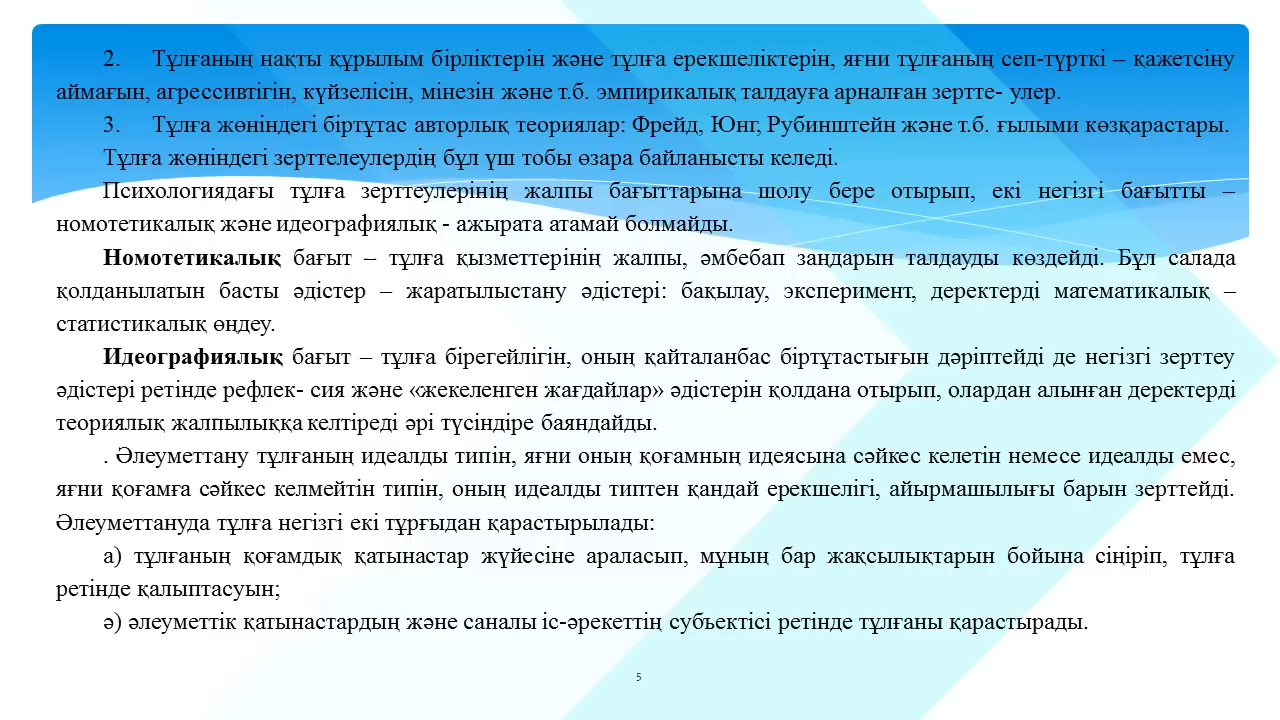 2. Тұлғаның нақты құрылым бірліктерін және тұлға ерекшеліктерін, яғни тұлғаның сеп-түрткі – қажетсіну
аймағын, агрессивтігін, күйзелісін, мінезін және т.б. эмпирикалық талдауға арналған зертте- улер.
3. Тұлға жөніндегі біртұтас авторлық теориялар: Фрейд, Юнг, Рубинштейн және т.б. ғылыми көзқарастары.
Тұлға жөніндегі зерттелеулердің бұл үш тобы өзара байланысты келеді.
Психологиядағы тұлға зерттеулерінің жалпы бағыттарына шолу бере отырып, екі негізгі бағытты –
номотетикалық және идеографиялық - ажырата атамай болмайды.
Номотетикалық бағыт – тұлға қызметтерінің жалпы, әмбебап заңдарын талдауды көздейді. Бұл салада
қолданылатын басты әдістер – жаратылыстану әдістері: бақылау, эксперимент, деректерді математикалық –
статистикалық өңдеу.
Идеографиялық бағыт – тұлға бірегейлігін, оның қайталанбас біртұтастығын дәріптейді де негізгі зерттеу
әдістері ретінде рефлек- сия және «жекеленген жағдайлар» әдістерін қолдана отырып, олардан алынған деректерді
теориялық жалпылыққа келтіреді әрі түсіндіре баяндайды.
. Әлеуметтану тұлғаның идеалды типін, яғни оның қоғамның идеясына сәйкес келетін немесе идеалды емес,
яғни қоғамға сәйкес келмейтін типін, оның идеалды типтен қандай ерекшелігі, айырмашылығы барын зерттейді.
Әлеуметтануда тұлға негізгі екі тұрғыдан қарастырылады:
а) тұлғаның қоғамдық қатынастар жүйесіне араласып, мұның бар жақсылықтарын бойына сіңіріп, тұлға
ретінде қалыптасуын;
ә) әлеуметтік қатынастардың және саналы іс-әрекеттің субъектісі ретінде тұлғаны қарастырады.
5